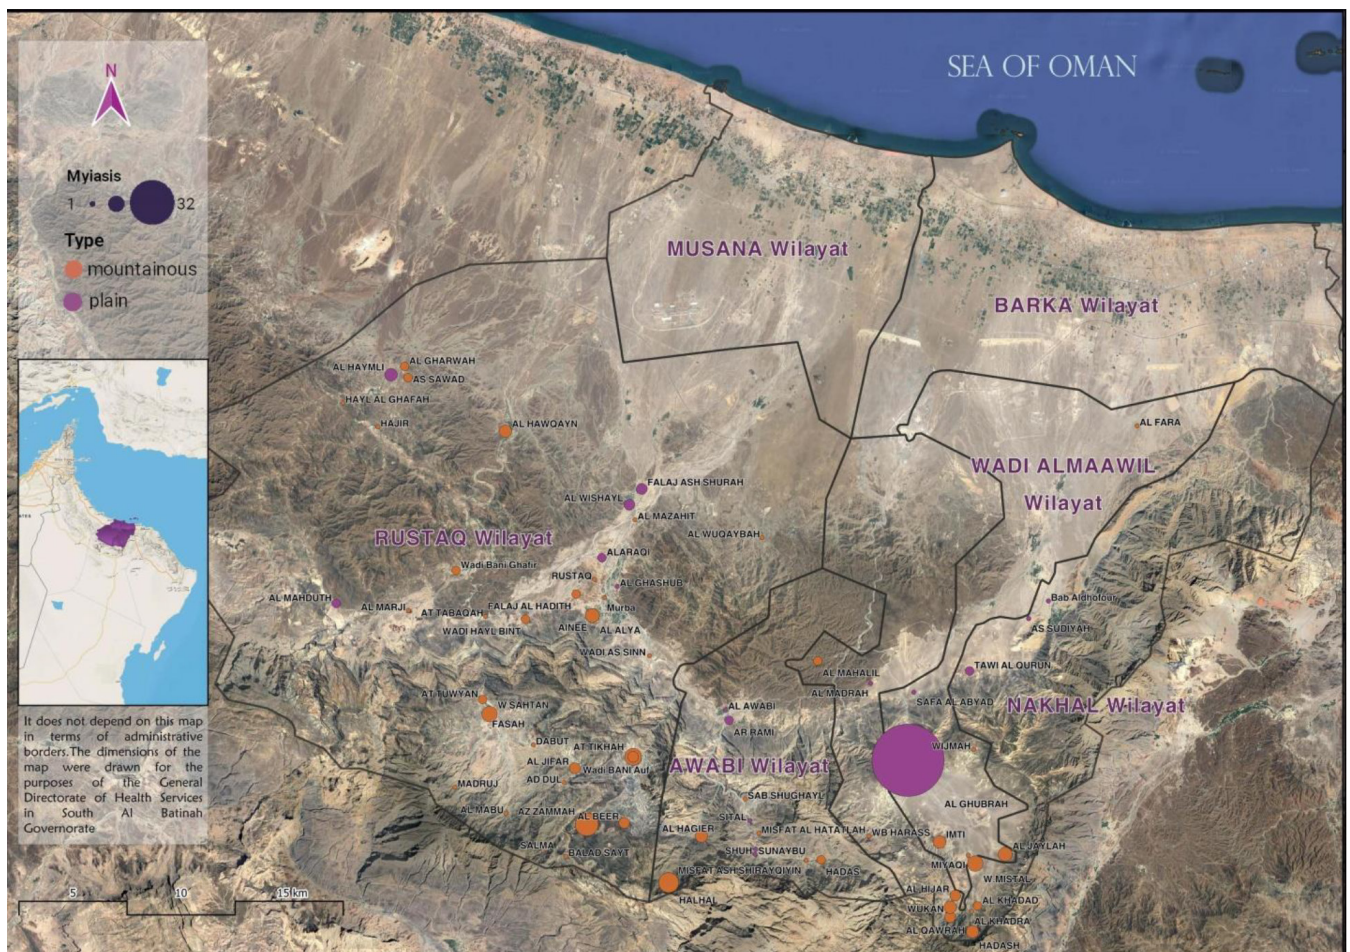 SEA OF OMAN
N
Myiasis
1
32
Type
mountainous
plain
MUSANA Wilayat
BARKA Wilayat
AL HAYMLI
AL GHARWAH
AS SAWAD
HAYL AL GHAFAH
HAJIR
AL HAWQAYN
AL FARA
WADI ALMAAWIL
Wilayat
FALAJ ASH SHURAH
AL WISHAYL
AL MAZAHIT
AL WUQAYBAH
RUSTAQ Wilayat
ALARAQI
Wadi Bani Ghafir
RUSTAQ
AL GHASHUB
AL MAHDUTH
AL MARJI
AT TABAQAH
FALAJ AL HADITH
Murba
WADI HAYL BINT
AINEE
AL ALYA
WADI AS SINN
Bab Aldhofour
AS SUDIYAH
TAWI AL QURUN
AL MAHALIL
AL MADRAH
SAFA AL ABYAD
NAKHAL Wilayat
AT TUWYAN
W SAHTAN
FASAH
AL AWABI
AR RAMI
DABUT
AT TIKHAH
AL JIFAR
Wadi BANI Auf
AD DUL
WIJMAH
AWABI Wilayat
MADRUJ
AL MABU
AZ ZAMMAH
AL BEER
SAB SHUGHAYL
SITAL
AL GHUBRAH
AL HAGIER
MISFAT AL HATATLAH
WB HARASS
IMTI
SALMA
BALAD SAYT
SHUH
SUNAYBU
AL JAYLAH
MIYAQI
MISFAT ASH SHIRAYQIYIN
HADAS
W MISTAL
HALHAL
AL HIJAR
AL KHADAD
WUKAN
AL KHADRA
AL QAWRAH
HADASH
It does not depend on this map
in terms of administrative
borders.The dimensions of the
map were drawn for the
purposes of the General
Directorate of Health Services
in South Al Batinah
Governorate
5
10
15 km